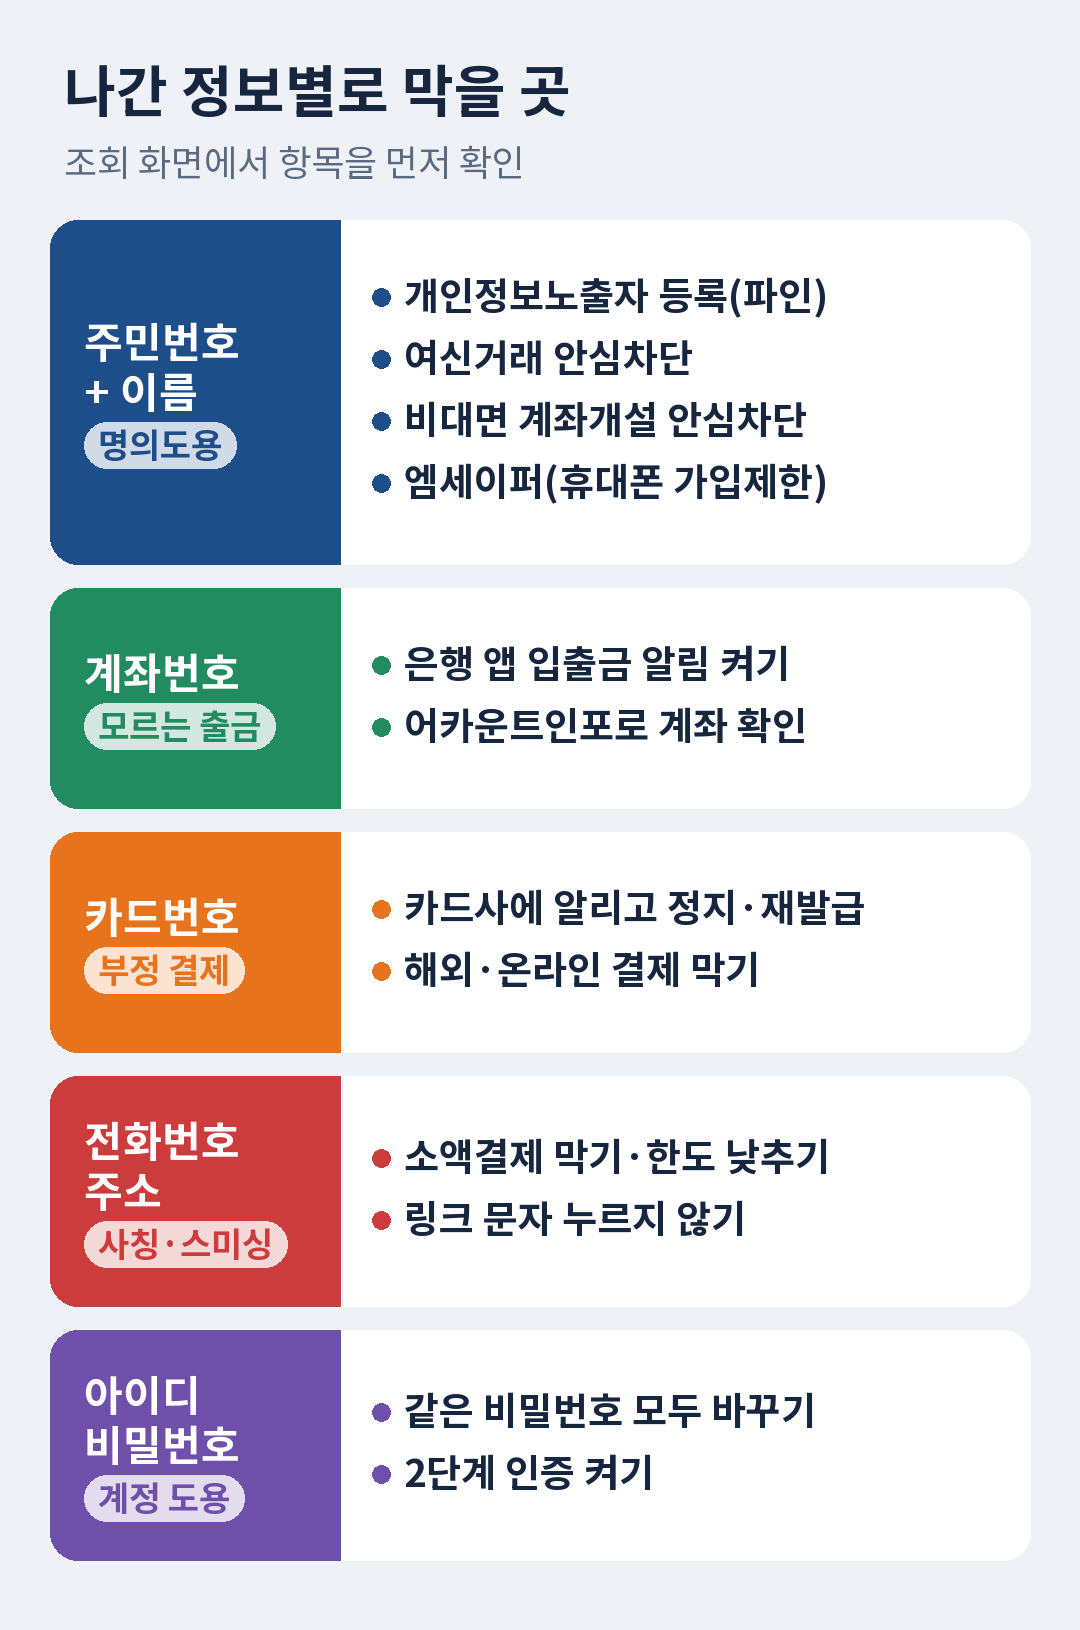 나간 정보별로 막을 곳
조회 화면에서 항목을 먼저 확인
주민번호
+ 이름
명의도용
개인정보노출자 등록(파인)
여신거래 안심차단
비대면 계좌개설 안심차단
엠세이퍼(휴대폰 가입제한)
계좌번호
모르는 출금
은행 앱 입출금 알림 켜기
어카운트인포로 계좌 확인
카드번호
부정 결제
카드사에 알리고 정지·재발급
해외·온라인 결제 막기
전화번호
주소
사칭·스미싱
소액결제 막기·한도 낮추기
링크 문자 누르지 않기
아이디
비밀번호
계정 도용
같은 비밀번호 모두 바꾸기
2단계 인증 켜기